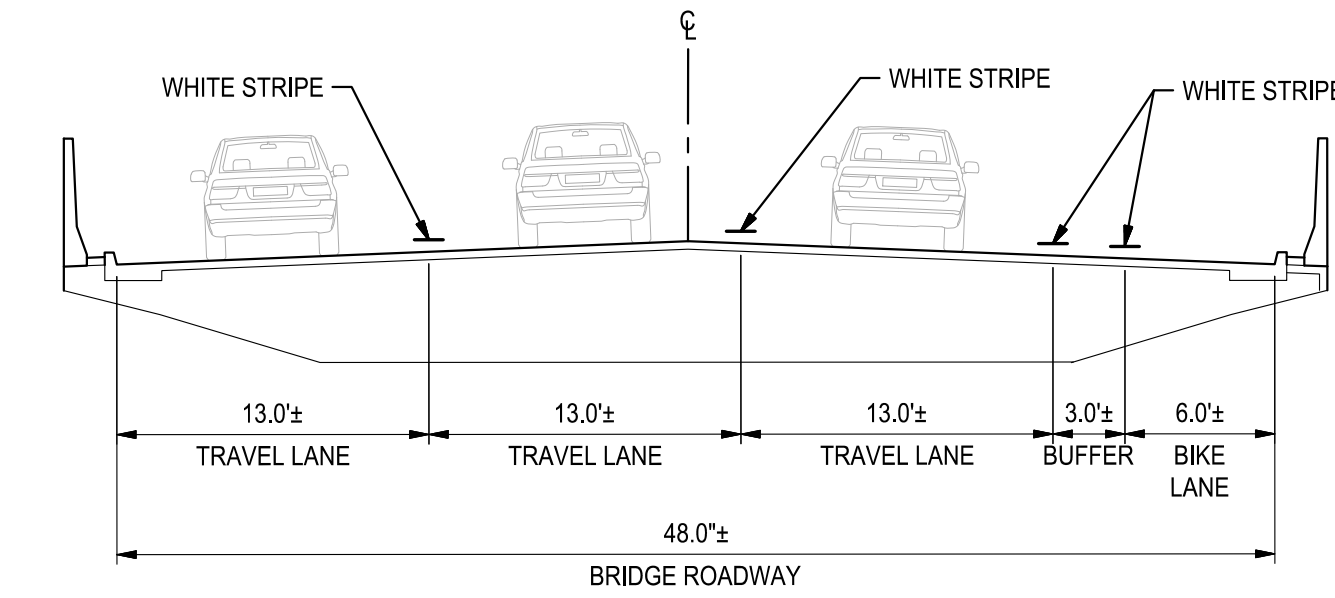 ℄
WHITE STRIPE
WHITE STRIPE
WHITE STRIPE
13.0'±
13.0'±
13.0'±
3.0'±
6.0'±
TRAVEL LANE
TRAVEL LANE
TRAVEL LANE
BUFFER
BIKE
LANE
48.0"±
BRIDGE ROADWAY